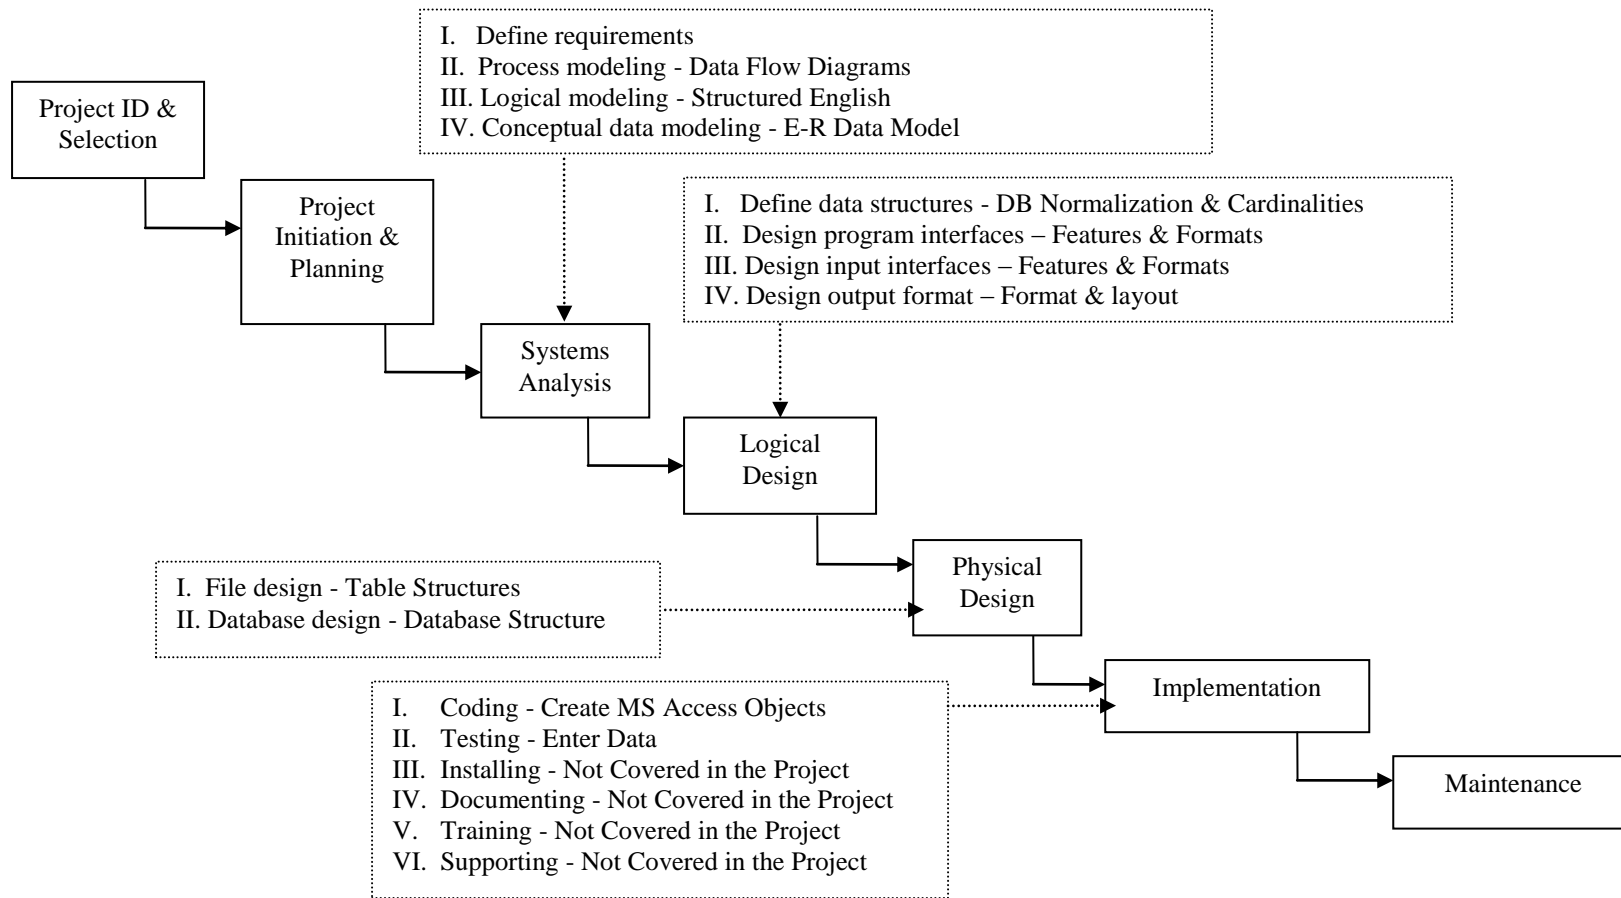 I. Define requirements
II. Process modeling - Data Flow Diagrams
III. Logical modeling - Structured English
IV. Conceptual data modeling - E-R Data Model
Project ID &
Selection
Project
Initiation &
Planning
I. Define data structures - DB Normalization & Cardinalities
II. Design program interfaces – Features & Formats
III. Design input interfaces – Features & Formats
IV. Design output format – Format & layout
Systems
Analysis
Logical
Design
Physical
Design
I. File design - Table Structures
II. Database design - Database Structure
Implementation
I. Coding - Create MS Access Objects
II. Testing - Enter Data
III. Installing - Not Covered in the Project
IV. Documenting - Not Covered in the Project
V. Training - Not Covered in the Project
VI. Supporting - Not Covered in the Project
Maintenance